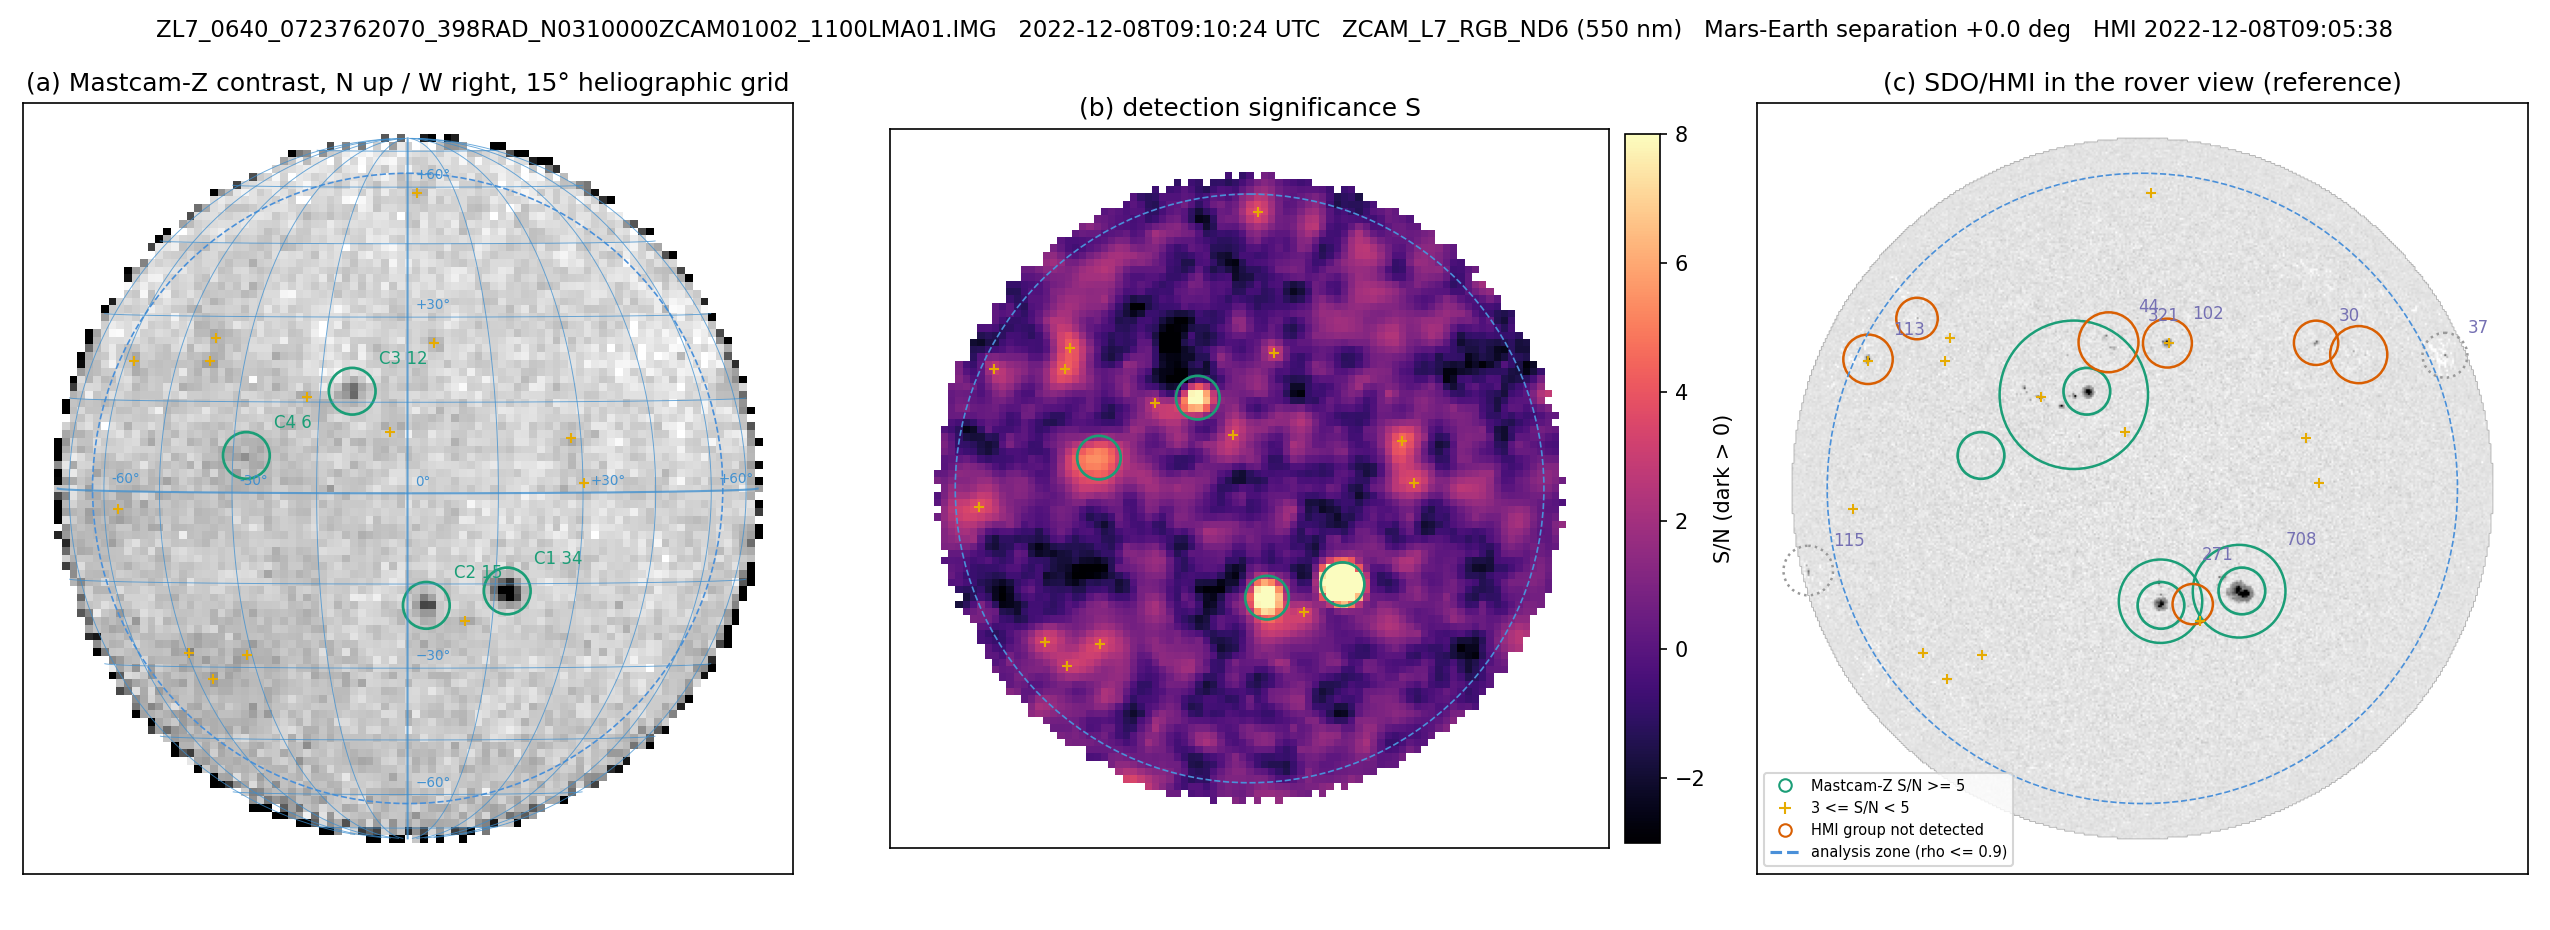 ZL7_0640_0723762070_398RAD_N0310000ZCAM01002_1100LMA01.IMG 2022-12-08T09:10:24 UTC ZCAM_L7_RGB_ND6 (550 nm) Mars-Earth separation +0.0 deg HMI 2022-12-08T09:05:38
(a) Mastcam-Z contrast, N up / W right, 15° heliographic grid
+60°
+30°
C3 12
C4 6
-60°
-30°
0°
+30°
+60°
C1 34
C2 15
−30°
−60°
(b) detection significance S
8
6
4
2
0
−2
S/N (dark > 0)
(c) SDO/HMI in the rover view (reference)
44
321
102
30
37
113
115
271
708
Mastcam-Z S/N >= 5
3 <= S/N < 5
HMI group not detected
analysis zone (rho <= 0.9)